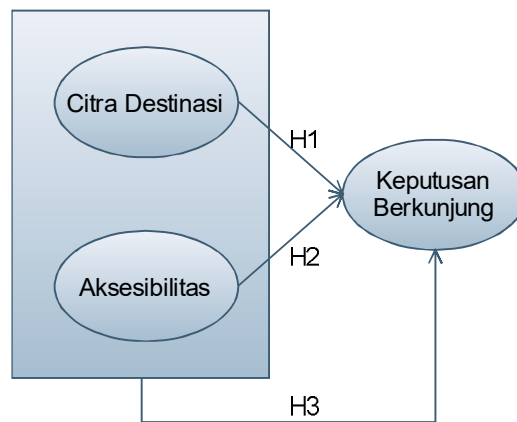 Citra Destinasi
H1
Keputusan
Berkunjung
H2
Aksesibilitas
H3